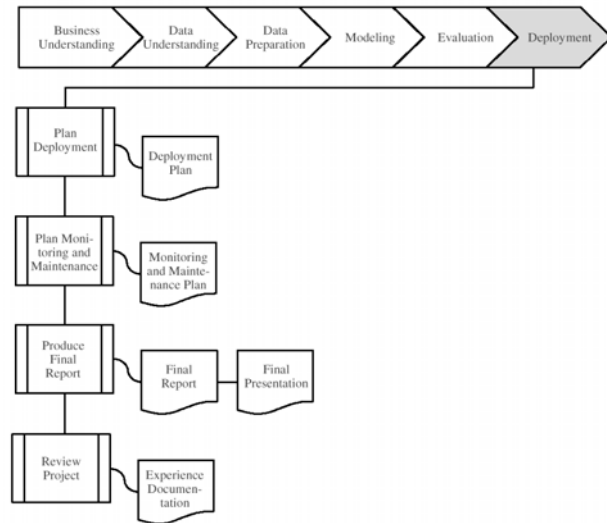 Business
Understanding
Data
Understanding
Data
Preparation
Modeling
Evaluation
Deployment
Plan
Deployment
Deployment
Plan
Plan Moni-
toring and
Maintenance
Monitoring
and Mainte-
nance Plan
Produce
Final
Report
Final
Report
Final
Presentation
Review
Project
Experience
Documen-
tation